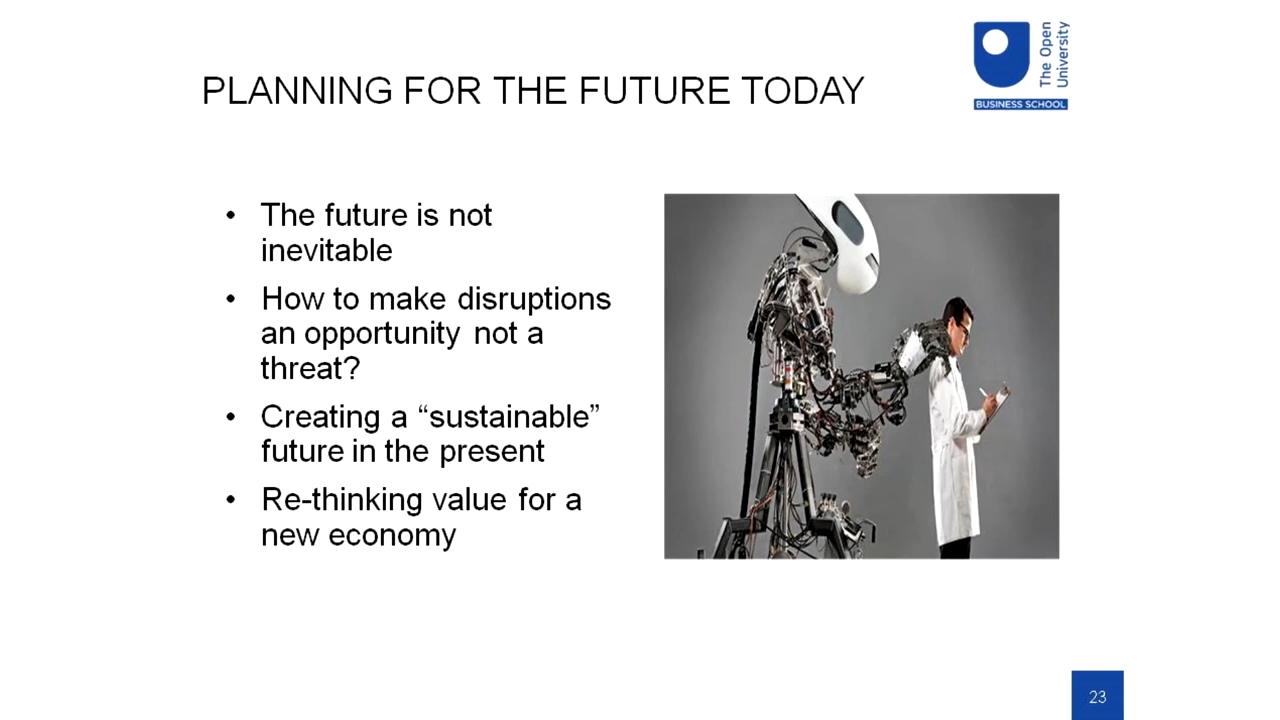 PLANNING FOR THE FUTURE TODAY
The Open
University
BUSINESS SCHOOL
• The future is not
inevitable
• How to make disruptions
an opportunity not a
threat?
• Creating a “sustainable”
future in the present
• Re-thinking value for a
new economy
23